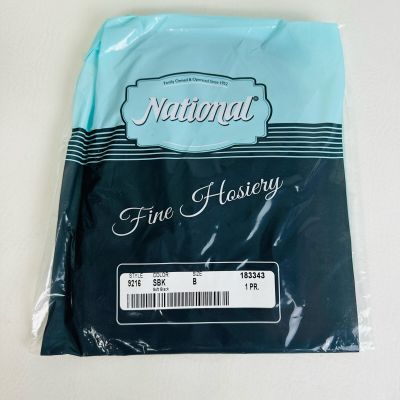 Family Owned & Operated Since 1952
National®
Fine Hosiery
STYLE COLOR SIZE 183343
9216 SBK B 1 PR.
Soft Black